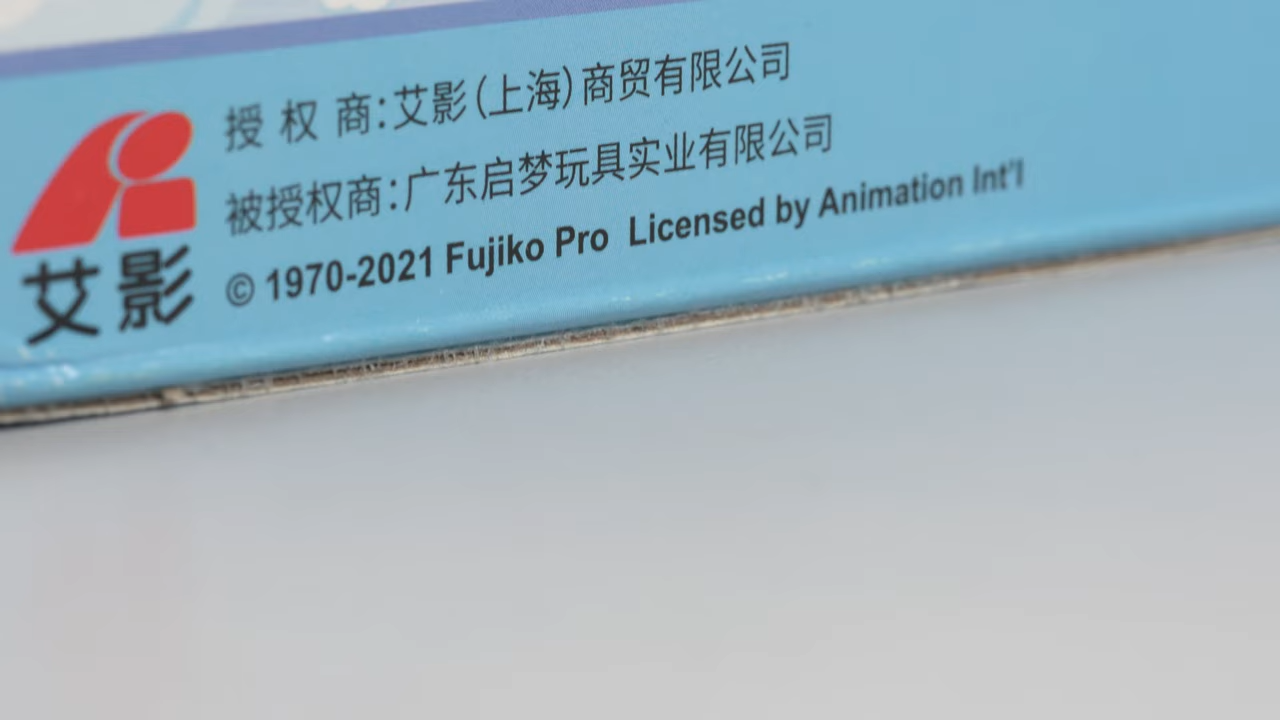 授 权 商:艾影(上海)商贸有限公司
被授权商:广东启梦玩具实业有限公司
© 1970-2021 Fujiko Pro Licensed by Animation Int'l
艾影